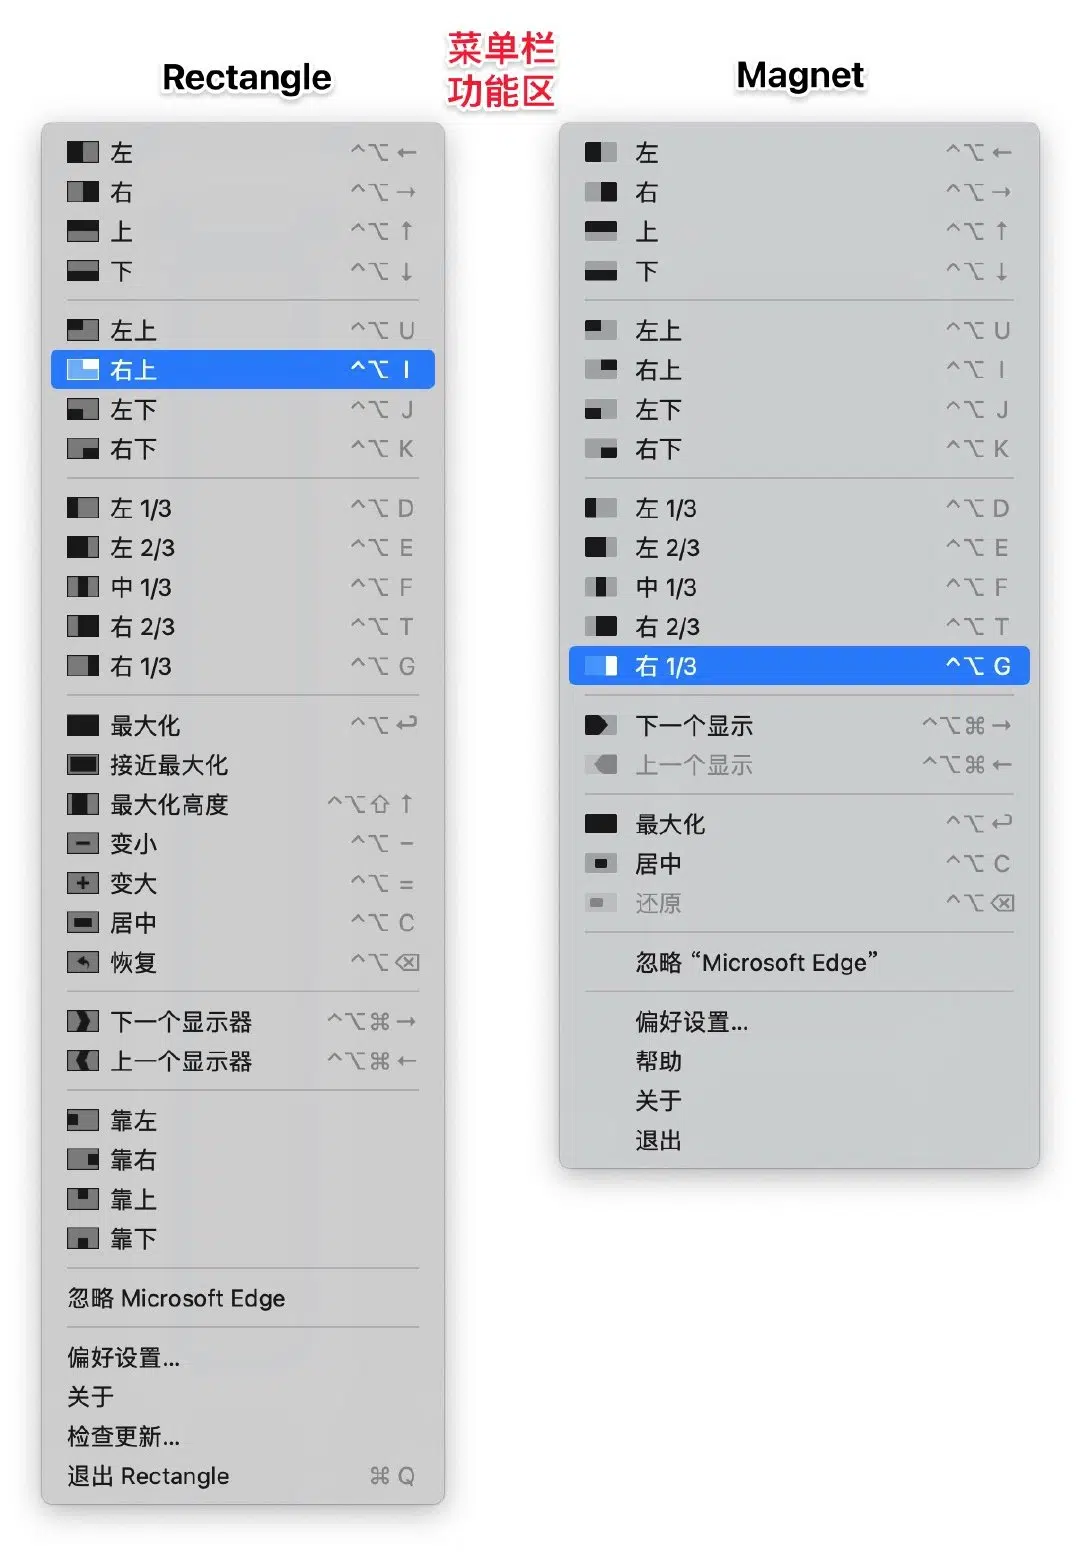 菜单栏
功能区
Rectangle
左 ^⌥ ←
右 ^⌥ →
上 ^⌥ ↑
下 ^⌥ ↓
左上 ^⌥ U
右上 ^⌥ I
左下 ^⌥ J
右下 ^⌥ K
左 1/3 ^⌥ D
左 2/3 ^⌥ E
中 1/3 ^⌥ F
右 2/3 ^⌥ T
右 1/3 ^⌥ G
最大化 ^⌥ ↩
接近最大化
最大化高度 ^⌥⇧ ↑
变小 ^⌥ −
变大 ^⌥ =
居中 ^⌥ C
恢复 ^⌥ ⌫
下一个显示器 ^⌥⌘ →
上一个显示器 ^⌥⌘ ←
靠左
靠右
靠上
靠下
忽略 Microsoft Edge
偏好设置...
关于
检查更新...
退出 Rectangle ⌘ Q
Magnet
左 ^⌥ ←
右 ^⌥ →
上 ^⌥ ↑
下 ^⌥ ↓
左上 ^⌥ U
右上 ^⌥ I
左下 ^⌥ J
右下 ^⌥ K
左 1/3 ^⌥ D
左 2/3 ^⌥ E
中 1/3 ^⌥ F
右 2/3 ^⌥ T
右 1/3 ^⌥ G
下一个显示 ^⌥⌘ →
上一个显示 ^⌥⌘ ←
最大化 ^⌥ ↩
居中 ^⌥ C
还原 ^⌥ ⌫
忽略 “Microsoft Edge”
偏好设置...
帮助
关于
退出